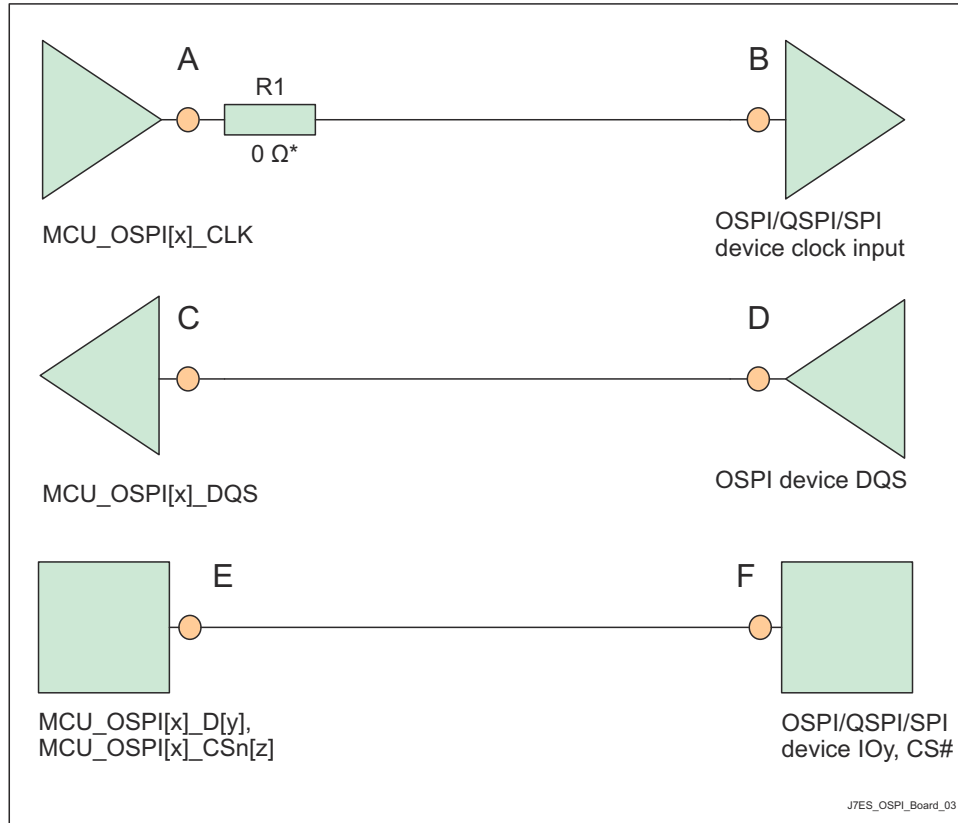 A
B
R1
0 Ω*
MCU_OSPI[x]_CLK
OSPI/QSPI/SPI
device clock input
C
D
MCU_OSPI[x]_DQS
OSPI device DQS
E
F
MCU_OSPI[x]_D[y],
MCU_OSPI[x]_CSn[z]
OSPI/QSPI/SPI
device IOy, CS#
J7ES_OSPI_Board_03